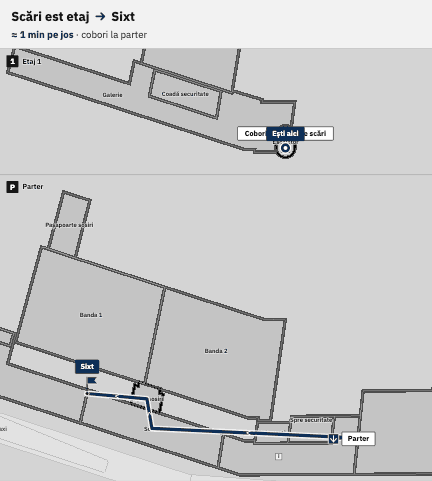 Scări est etaj → Sixt
≈ 1 min pe jos · cobori la parter
1 Etaj 1
Galerie
Coadă securitate
Ești aici
scări
P Parter
Pașapoarte sosiri
Banda 1
Banda 2
Sixt
Spre securitate
Parter